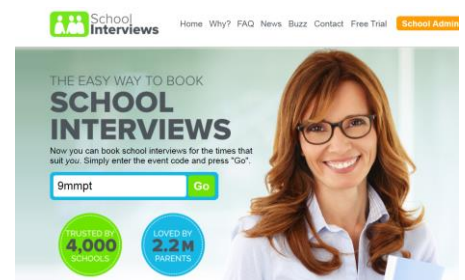 School
Interviews
Home Why? FAQ News Buzz Contact Free Trial School Admin
THE EASY WAY TO BOOK
SCHOOL
INTERVIEWS
Now you can book school interviews for the times that
suit you. Simply enter the event code and press "Go".
9mmpt Go
TRUSTED BY
4,000
SCHOOLS
LOVED BY
2.2M
PARENTS